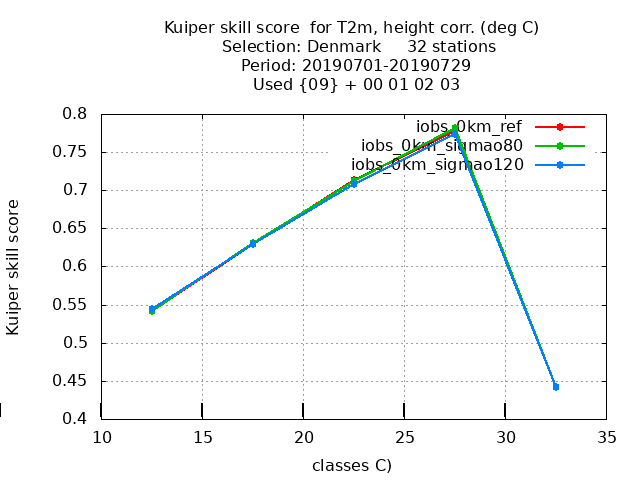 Kuiper skill score  for T2m, height corr. (deg C)
Selection: Denmark     32 stations
Period: 20190701-20190729
Used {09} + 00 01 02 03
iobs_0km_ref
iobs_0km_sigmao80
iobs_0km_sigmao120
Kuiper skill score
0.8
0.75
0.7
0.65
0.6
0.55
0.5
0.45
0.4
10 15 20 25 30 35
classes C)